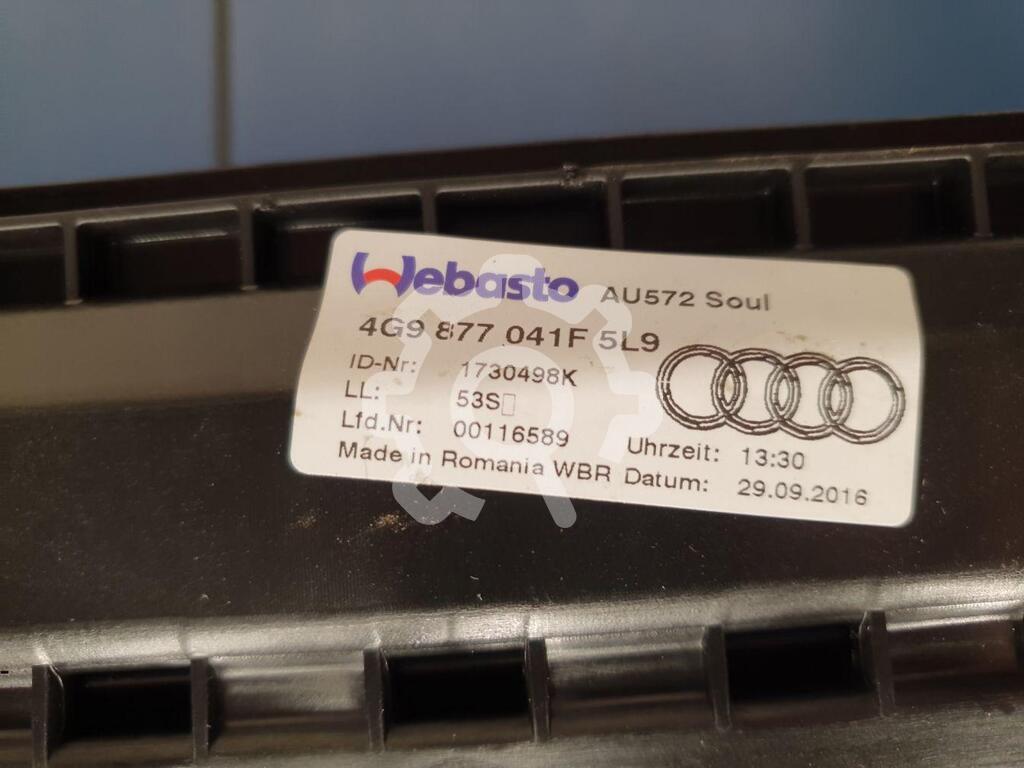 Webasto AU572 Soul
4G9 877 041F 5L9
ID-Nr: 1730498K
LL: 53S
Lfd.Nr: 00116589 Uhrzeit: 13:30
Made in Romania WBR Datum: 29.09.2016